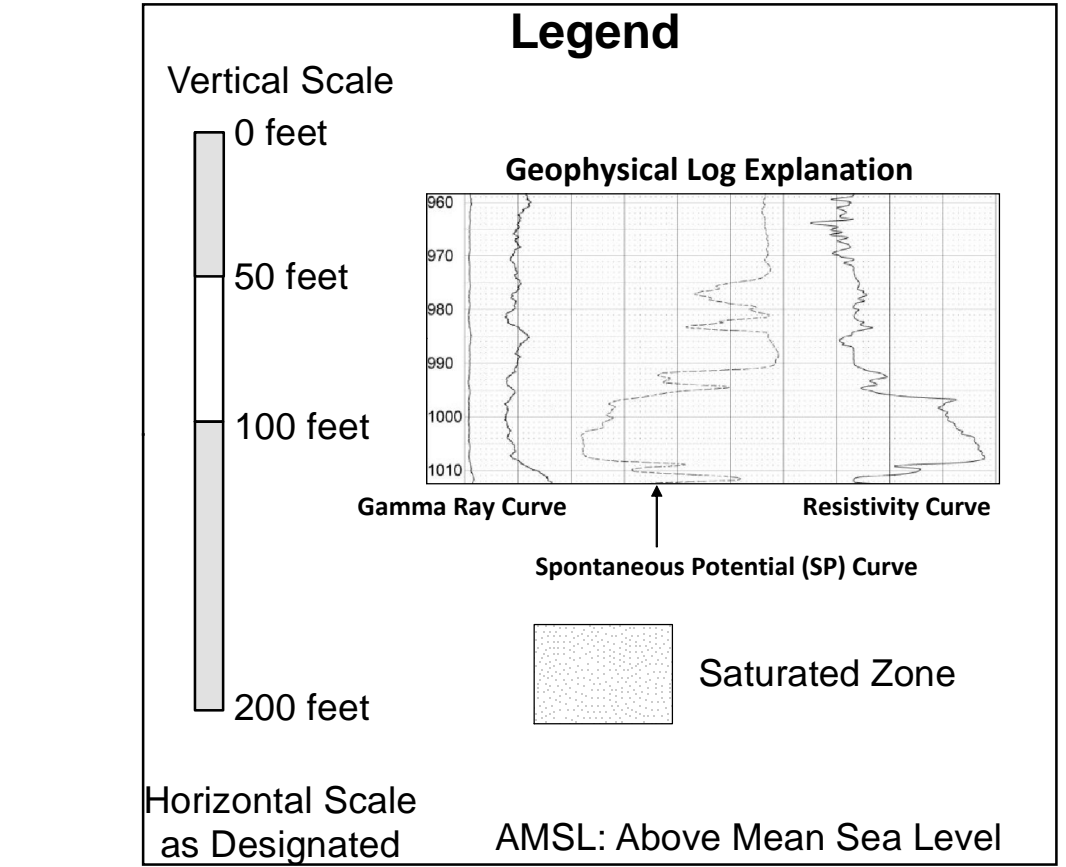 Legend
Vertical Scale
0 feet
50 feet
100 feet
200 feet
Geophysical Log Explanation
960
970
980
990
1000
1010
Gamma Ray Curve
Resistivity Curve
Spontaneous Potential (SP) Curve
Saturated Zone
Horizontal Scale
as Designated
AMSL: Above Mean Sea Level